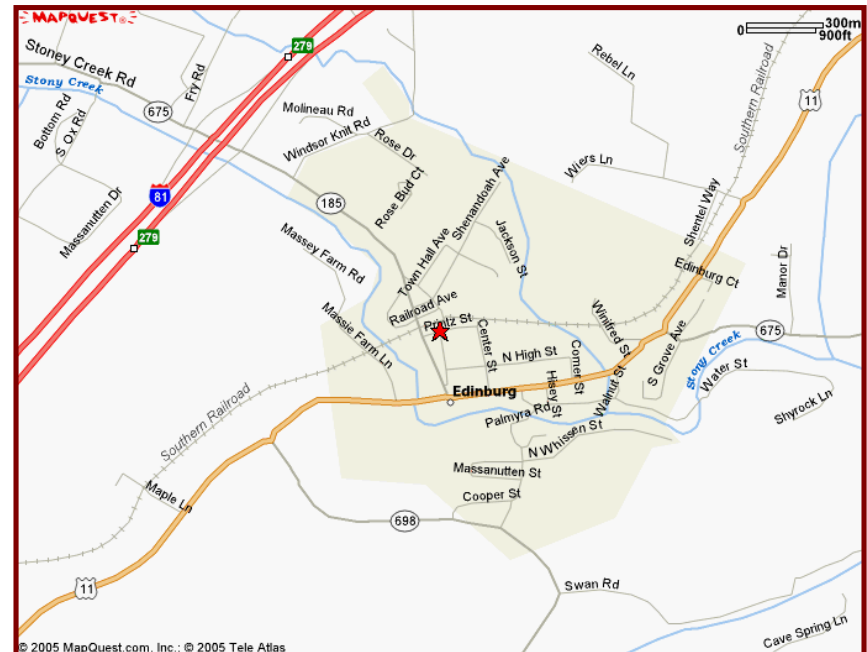 MAPQUEST
300m
900ft
279
Stoney Creek Rd
Fry Rd
Rebel Ln
Southern Railroad
11
Stony Creek
675
Bottom Rd
S Ox Rd
Molineau Rd
Windsor Knit Rd
Rose Dr
Wiers Ln
81
185
Rose Bud Ct
Shenandoah Ave
Shentel Way
Massanutten Dr
279
Massey Farm Rd
Town Hall Ave
Jackson St
Edinburg Ct
Manor Dr
Railroad Ave
Printz St
Winifred St
675
Massie Farm Ln
Center St
N High St
Corner St
S Grove Ave
Stony Creek
Edinburg
Hisey St
Walnut St
Water St
Palmyra Rd
Shyrock Ln
Southern Railroad
N Whissen St
Massanutten St
Maple Ln
Cooper St
698
11
Swan Rd
Cave Spring Ln
© 2005 MapQuest.com, Inc.; © 2005 Tele Atlas